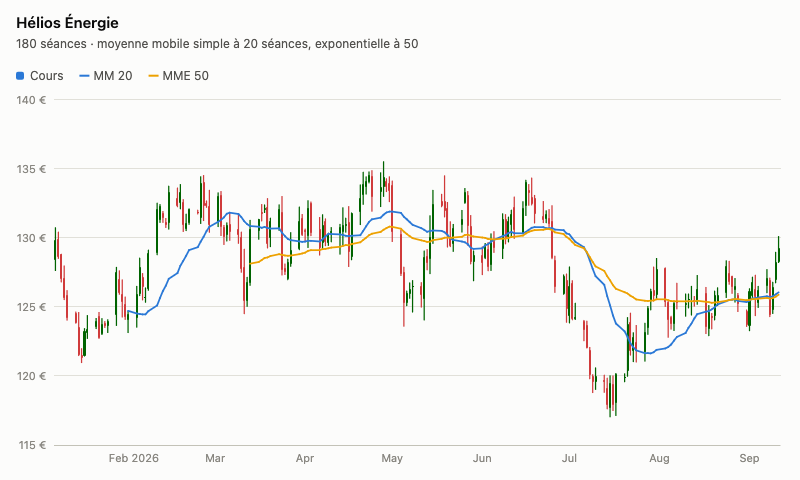 Hélios Énergie
180 séances · moyenne mobile simple à 20 séances, exponentielle à 50
Cours MM 20 MME 50
140 €
135 €
130 €
125 €
120 €
115 €
Feb 2026 Mar Apr May Jun Jul Aug Sep